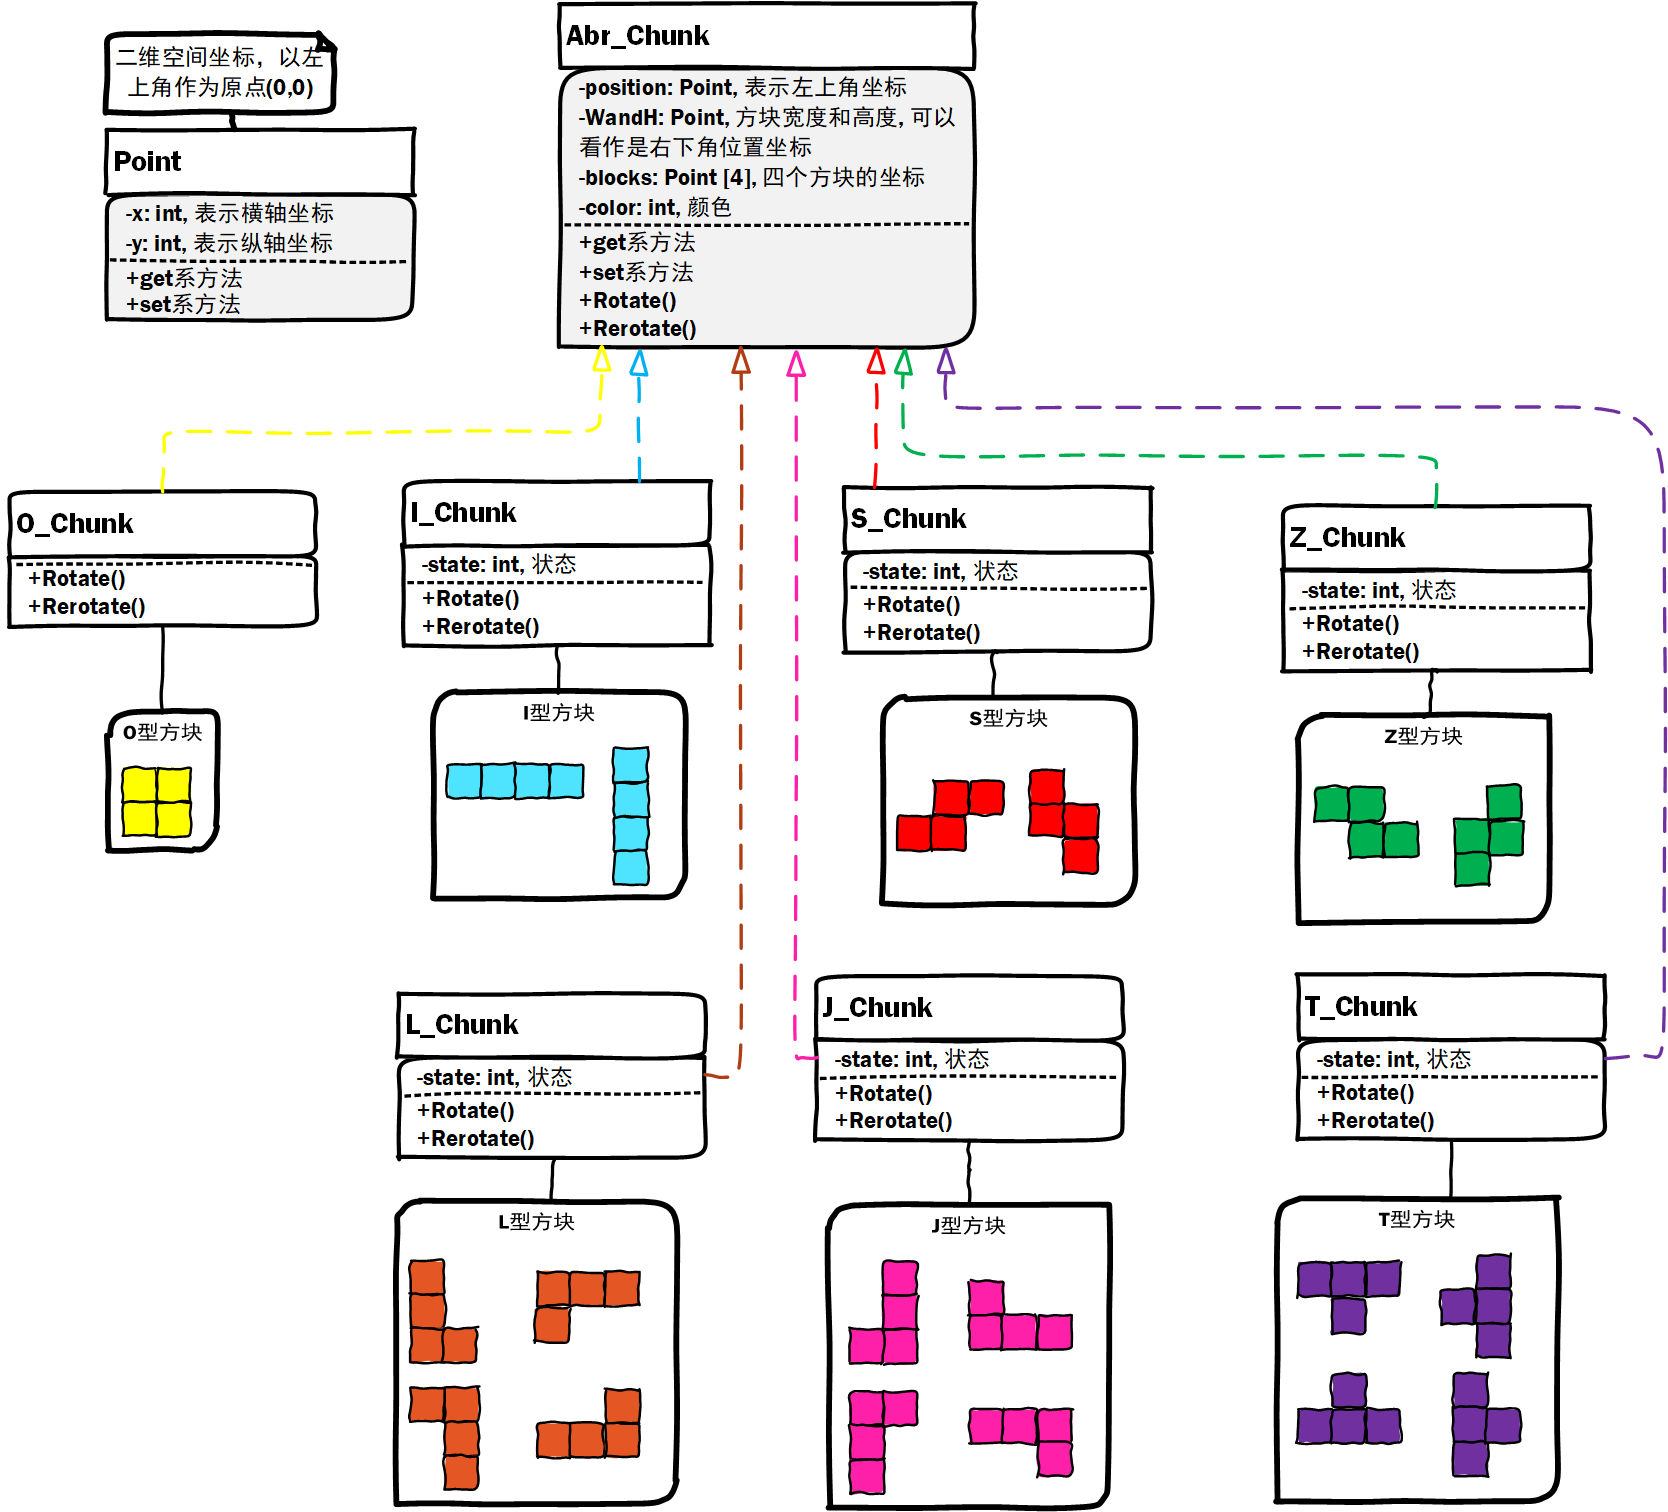 二维空间坐标，以左
上角作为原点(0,0)
Point
-x: int, 表示横轴坐标
-y: int, 表示纵轴坐标
+get系方法
+set系方法
Abr_Chunk
-position: Point, 表示左上角坐标
-WandH: Point, 方块宽度和高度, 可以
看作是右下角位置坐标
-blocks: Point [4], 四个方块的坐标
-color: int, 颜色
+get系方法
+set系方法
+Rotate()
+Rerotate()
O_Chunk
+Rotate()
+Rerotate()
O型方块
I_Chunk
-state: int, 状态
+Rotate()
+Rerotate()
I型方块
S_Chunk
-state: int, 状态
+Rotate()
+Rerotate()
S型方块
Z_Chunk
-state: int, 状态
+Rotate()
+Rerotate()
Z型方块
L_Chunk
-state: int, 状态
+Rotate()
+Rerotate()
L型方块
J_Chunk
-state: int, 状态
+Rotate()
+Rerotate()
J型方块
T_Chunk
-state: int, 状态
+Rotate()
+Rerotate()
T型方块